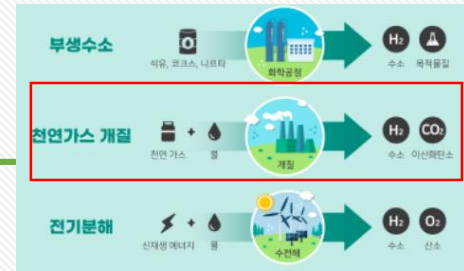 부생수소
석유, 코크스, 나프타
화학공정
H₂
수소
목적물질
천연가스 개질
+
천연 가스
물
개질
H₂
CO₂
수소
이산화탄소
전기분해
+
신재생 에너지
물
수전해
H₂
O₂
수소
산소